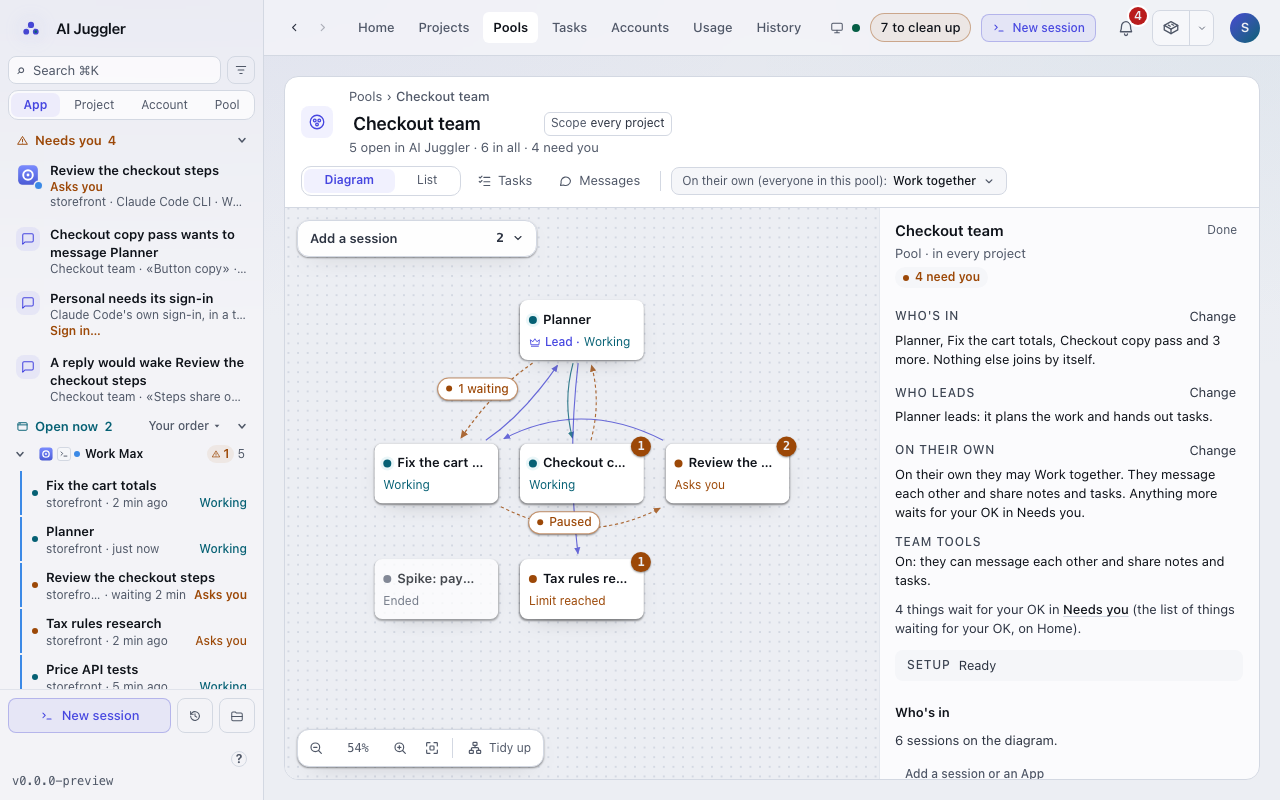 AI Juggler
Search ⌘K
App Project Account Pool
Needs you 4
Review the checkout steps
Asks you
storefront · Claude Code CLI · W...
Checkout copy pass wants to
message Planner
Checkout team · «Button copy» ·...
Personal needs its sign-in
Claude Code's own sign-in, in a t...
Sign in...
A reply would wake Review the
checkout steps
Checkout team · «Steps share o...
Open now 2 Your order
Work Max 1 5
Fix the cart totals
storefront · 2 min ago Working
Planner
storefront · just now Working
Review the checkout steps
storefro... · waiting 2 min Asks you
Tax rules research
storefront · 2 min ago Asks you
Price API tests
storefront · 5 min ago Working
New session
?
v0.0.0-preview
Home Projects Pools Tasks Accounts Usage History
7 to clean up
New session
4
S
Pools › Checkout team
Checkout team
Scope every project
5 open in AI Juggler · 6 in all · 4 need you
Diagram List Tasks Messages
On their own (everyone in this pool): Work together
Add a session 2
Planner
Lead · Working
1 waiting
Fix the cart ...
Working
1
Checkout c...
Working
2
Review the ...
Asks you
Paused
Spike: pay...
Ended
1
Tax rules re...
Limit reached
54%
Tidy up
Checkout team Done
Pool · in every project
4 need you
WHO'S IN Change
Planner, Fix the cart totals, Checkout copy pass and 3
more. Nothing else joins by itself.
WHO LEADS Change
Planner leads: it plans the work and hands out tasks.
ON THEIR OWN Change
On their own they may Work together. They message
each other and share notes and tasks. Anything more
waits for your OK in Needs you.
TEAM TOOLS
On: they can message each other and share notes and
tasks.
4 things wait for your OK in Needs you (the list of things
waiting for your OK, on Home).
SETUP Ready
Who's in
6 sessions on the diagram.
Add a session or an App